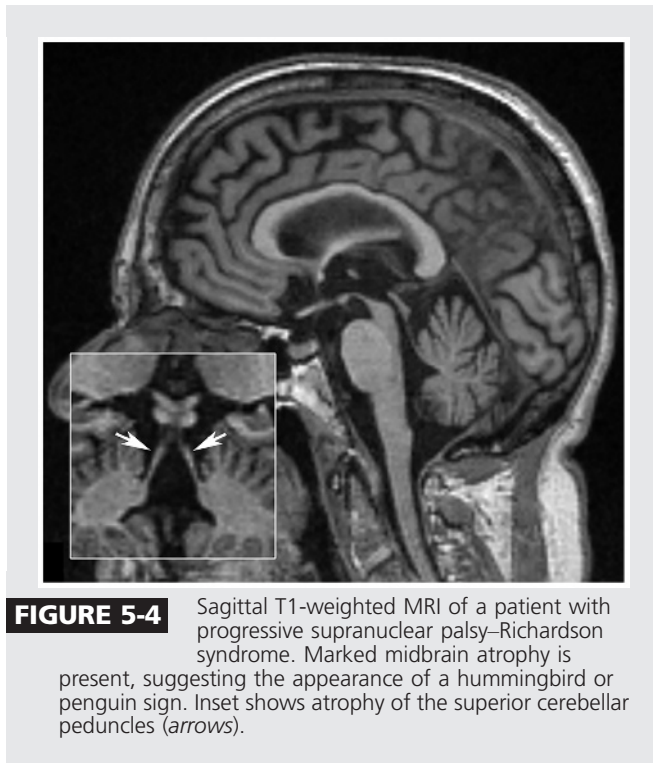 FIGURE 5-4
Sagittal T1-weighted MRI of a patient with
progressive supranuclear palsy–Richardson
syndrome. Marked midbrain atrophy is
present, suggesting the appearance of a hummingbird or
penguin sign. Inset shows atrophy of the superior cerebellar
peduncles (arrows).